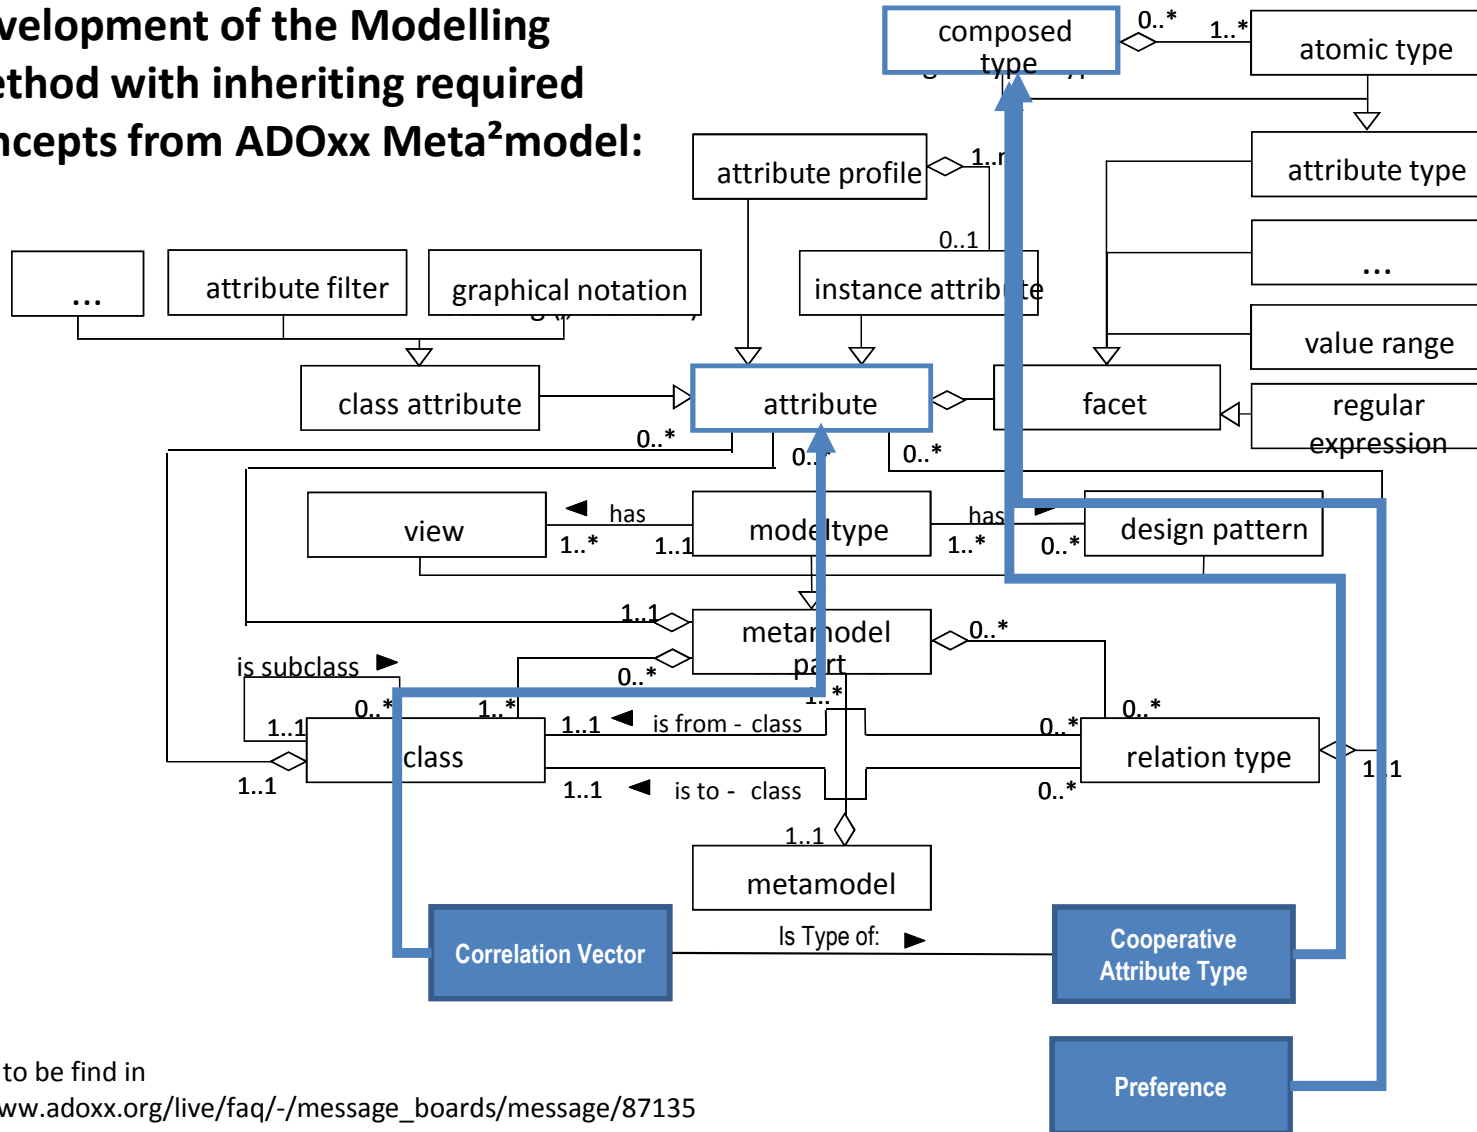 velopment of the Modelling
ethod with inheriting required
ncepts from ADOxx Meta²model:
composed
type
0..*
1..*
atomic type
attribute profile
1..n
attribute type
0..1
...
attribute filter
graphical notation
instance attribute
...
value range
class attribute
attribute
facet
regular
expression
0..*
0..*
0..*
view
has
1..*
1..1
modeltype
has
1..*
0..*
design pattern
1..1
metamodel
part
0..*
is subclass
0..*
1..*
0..*
1..*
0..*
1..1
1..1
is from - class
0..*
class
relation type
1..1
1..1
is to - class
0..*
1..1
1..1
metamodel
Correlation Vector
Is Type of:
Cooperative
Attribute Type
Preference
to be find in
ww.adoxx.org/live/faq/-/message_boards/message/87135